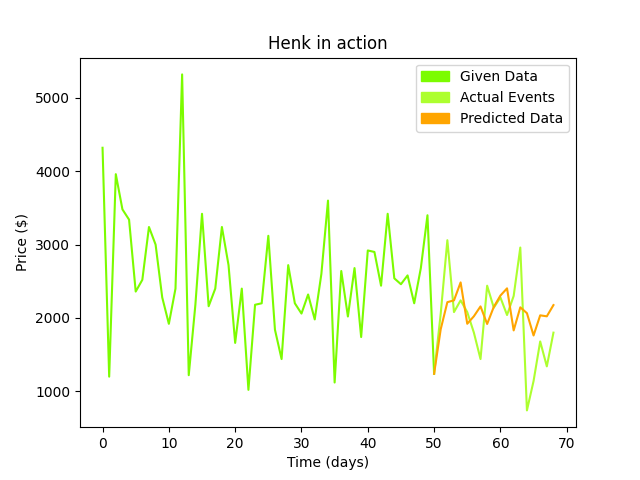 Henk in action
Given Data
Actual Events
Predicted Data
Price ($)
5000
4000
3000
2000
1000
0 10 20 30 40 50 60 70
Time (days)